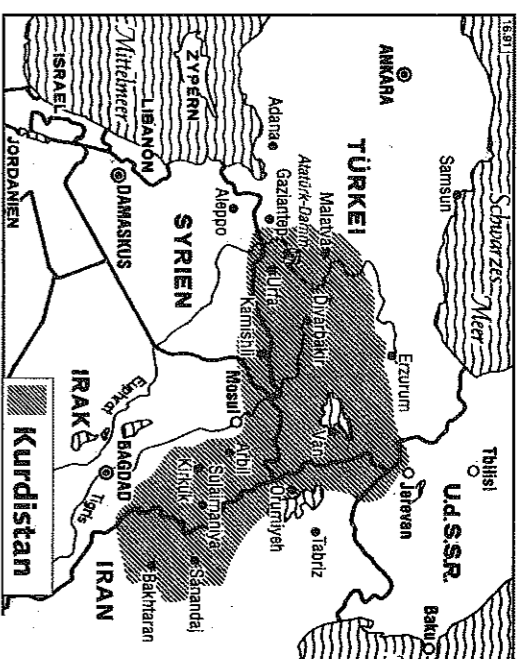 16.91
Schwarzes
Meer
Tbilisi
U.d.S.S.R.
Baku
Samsun
Jerevan
ANKARA
Erzurum
TÜRKEI
Malatya
Atatürk-Damm
Diyarbakir
Van
Tabriz
Adana
Gaziantep
Urfa
Kamishli
Orumiyeh
Aleppo
Mosul
Arbil
ZYPERN
SYRIEN
Kirkuk
Sulaimaniya
Sanandaj
Mittelmeer
LIBANON
DAMASKUS
Euphrat
BAGDAD
Bakhtaran
ISRAEL
IRAK
Tigris
IRAN
JORDANIEN
Kurdistan